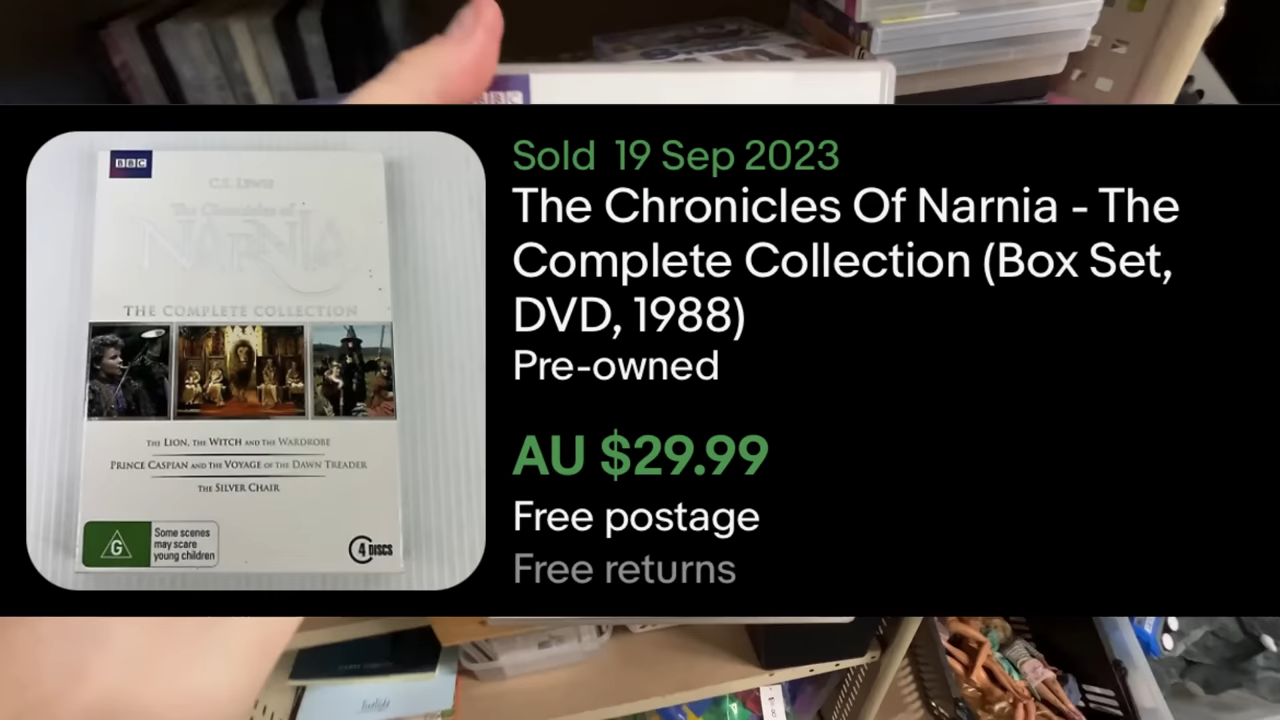 BBC
BBC
C.S. LEWIS
The Chronicles of
NARNIA
THE COMPLETE COLLECTION
THE LION, THE WITCH AND THE WARDROBE
PRINCE CASPIAN AND THE VOYAGE OF THE DAWN TREADER
THE SILVER CHAIR
G
Some scenes
may scare
young children
4 DISCS
Sold 19 Sep 2023
The Chronicles Of Narnia - The
Complete Collection (Box Set,
DVD, 1988)
Pre-owned
AU $29.99
Free postage
Free returns